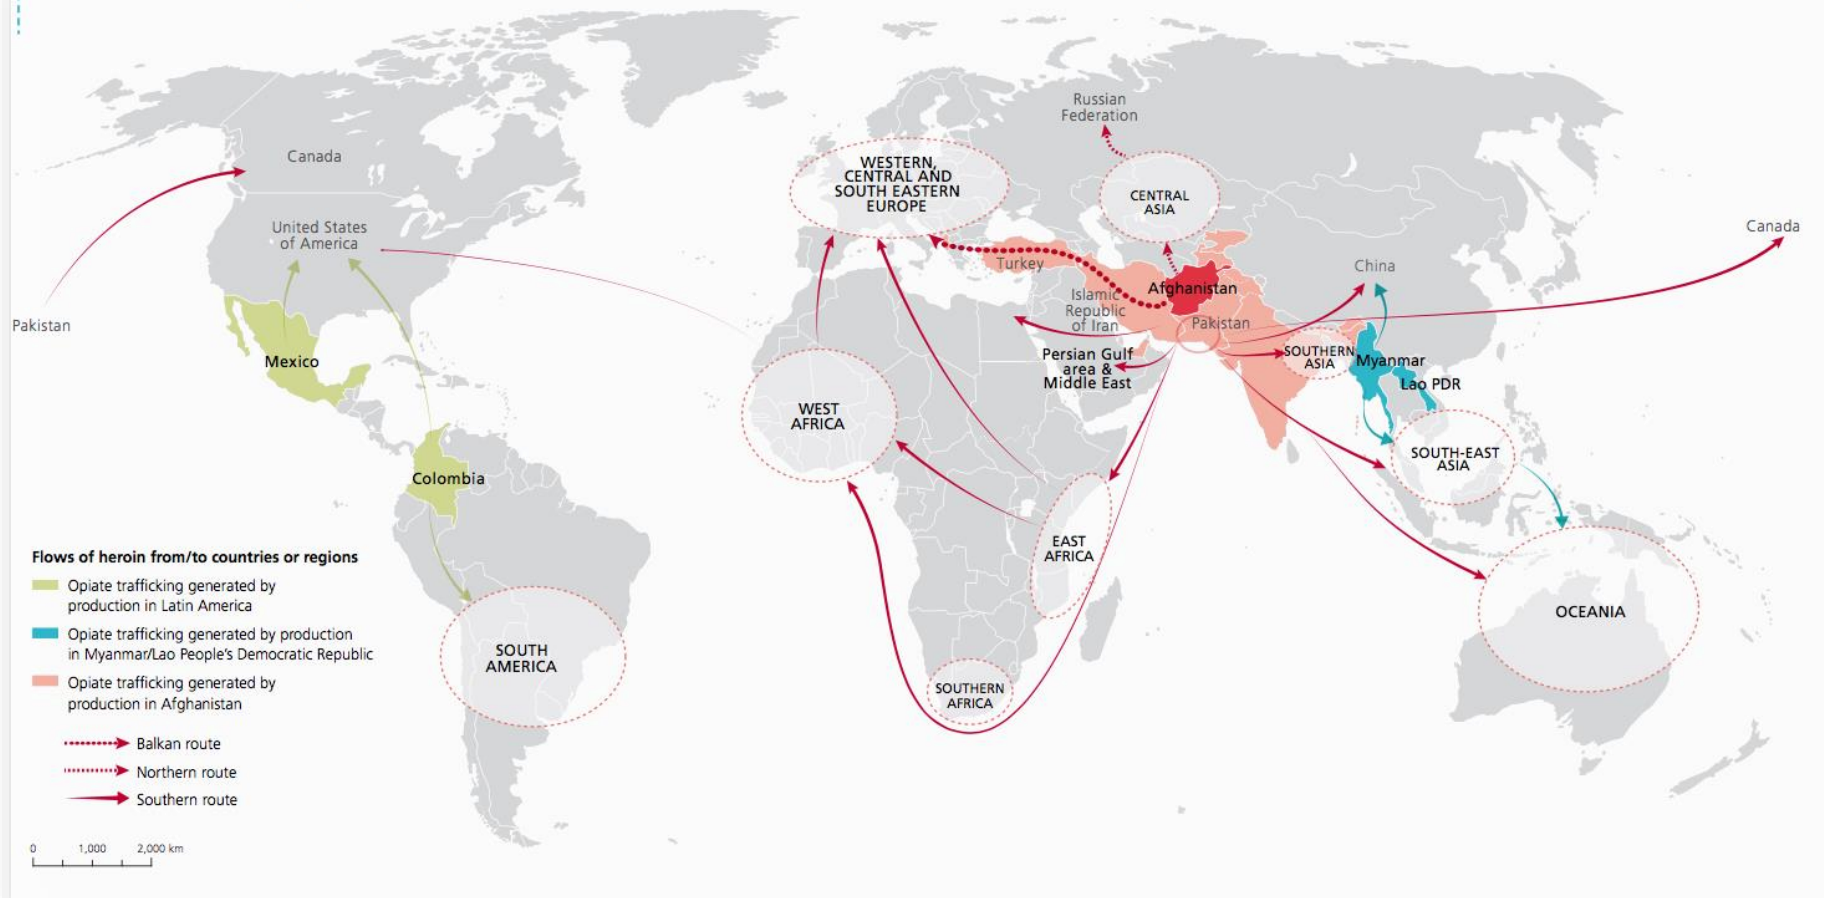 Russian
Federation
Canada
WESTERN,
CENTRAL AND
SOUTH EASTERN
EUROPE
CENTRAL
ASIA
United States
of America
Canada
Turkey
China
Afghanistan
Islamic
Republic
of Iran
Pakistan
Pakistan
Mexico
Persian Gulf
area &
Middle East
SOUTHERN
ASIA
Myanmar
Lao PDR
WEST
AFRICA
Colombia
SOUTH-EAST
ASIA
EAST
AFRICA
OCEANIA
SOUTH
AMERICA
SOUTHERN
AFRICA
Flows of heroin from/to countries or regions
Opiate trafficking generated by
production in Latin America
Opiate trafficking generated by production
in Myanmar/Lao People's Democratic Republic
Opiate trafficking generated by
production in Afghanistan
Balkan route
Northern route
Southern route
0 1,000 2,000 km